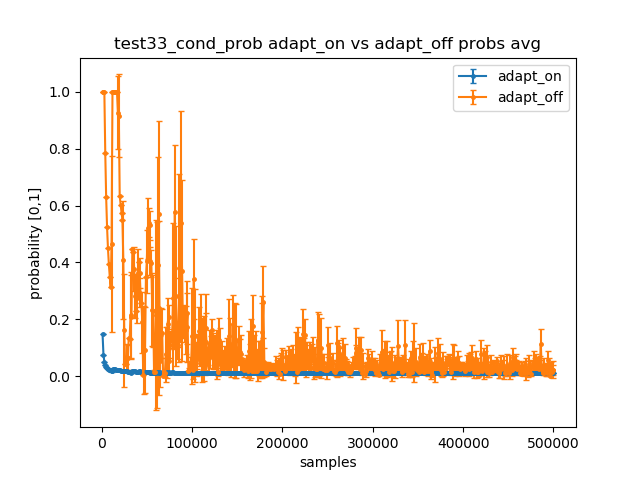 test33_cond_prob adapt_on vs adapt_off probs avg
adapt_on
adapt_off
1.0
0.8
0.6
0.4
0.2
0.0
probability [0,1]
0
100000
200000
300000
400000
500000
samples